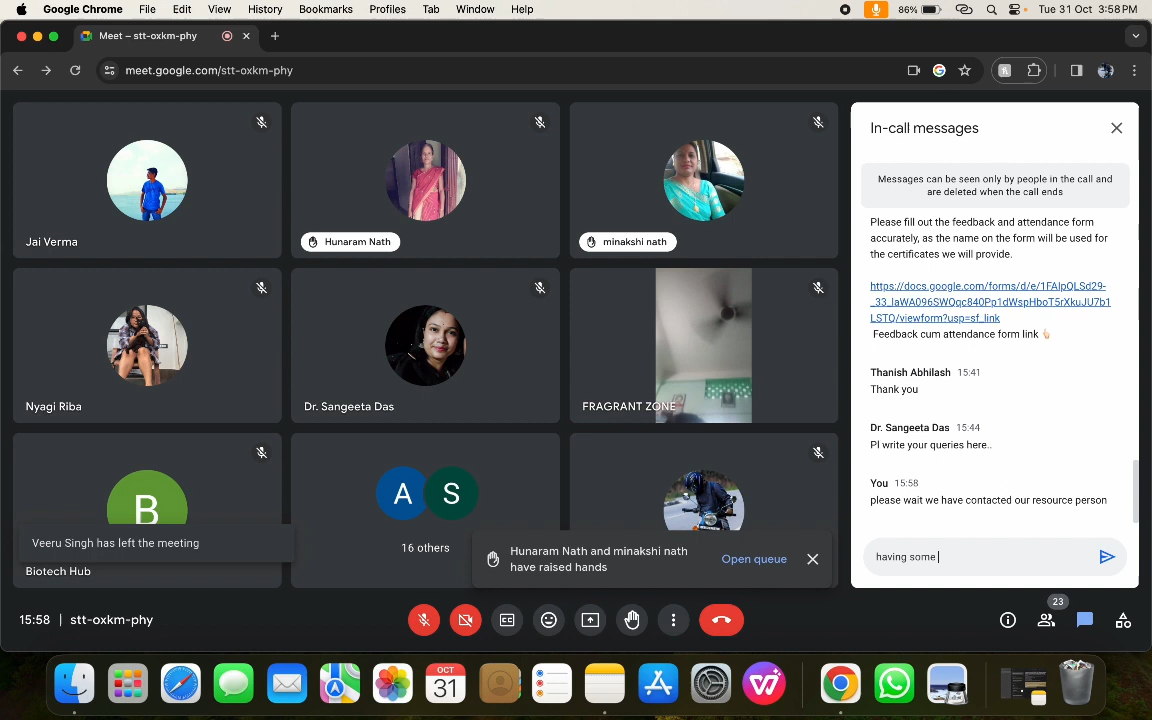 Google Chrome File Edit View History Bookmarks Profiles Tab Window Help
86% Tue 31 Oct 3:58 PM
Meet – stt-oxkm-phy
meet.google.com/stt-oxkm-phy
Jai Verma
Hunaram Nath
minakshi nath
Nyagi Riba
Dr. Sangeeta Das
FRAGRANT ZONE
B
A S
16 others
Veeru Singh has left the meeting
Biotech Hub
Hunaram Nath and minakshi nath
have raised hands
Open queue
In-call messages
Messages can be seen only by people in the call and
are deleted when the call ends
Please fill out the feedback and attendance form
accurately, as the name on the form will be used for
the certificates we will provide.
https://docs.google.com/forms/d/e/1FAIpQLSd29-
_33_IaWA096SWQqc840Pp1dWspHboT5rXkuJU7b1
LSTQ/viewform?usp=sf_link
Feedback cum attendance form link 👆🏻
Thanish Abhilash 15:41
Thank you
Dr. Sangeeta Das 15:44
Pl write your queries here..
You 15:58
please wait we have contacted our resource person
having some
15:58 | stt-oxkm-phy
23
OCT
31